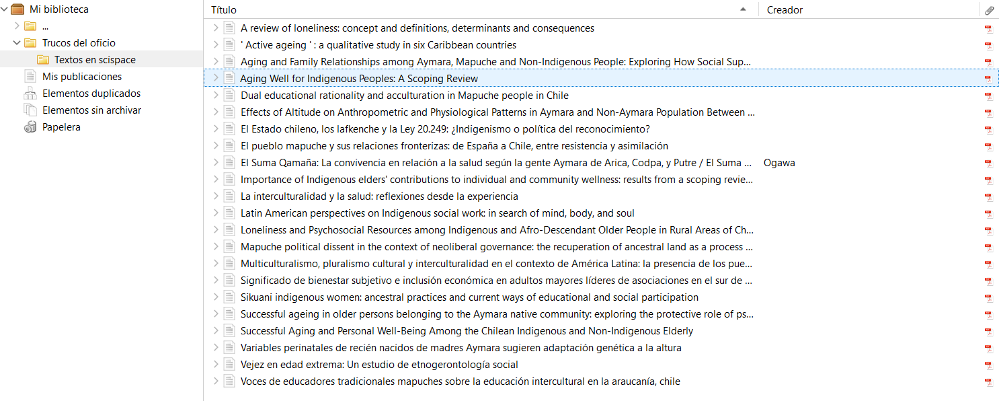 Mi biblioteca
...
Trucos del oficio
Textos en scispace
Mis publicaciones
Elementos duplicados
Elementos sin archivar
Papelera
Título Creador
A review of loneliness: concept and definitions, determinants and consequences
' Active ageing ' : a qualitative study in six Caribbean countries
Aging and Family Relationships among Aymara, Mapuche and Non-Indigenous People: Exploring How Social Sup...
Aging Well for Indigenous Peoples: A Scoping Review
Dual educational rationality and acculturation in Mapuche people in Chile
Effects of Altitude on Anthropometric and Physiological Patterns in Aymara and Non-Aymara Population Between ...
El Estado chileno, los lafkenche y la Ley 20.249: ¿Indigenismo o política del reconocimiento?
El pueblo mapuche y sus relaciones fronterizas: de España a Chile, entre resistencia y asimilación
El Suma Qamaña: La convivencia en relación a la salud según la gente Aymara de Arica, Codpa, y Putre / El Suma ... Ogawa
Importance of Indigenous elders' contributions to individual and community wellness: results from a scoping revie...
La interculturalidad y la salud: reflexiones desde la experiencia
Latin American perspectives on Indigenous social work: in search of mind, body, and soul
Loneliness and Psychosocial Resources among Indigenous and Afro-Descendant Older People in Rural Areas of Ch...
Mapuche political dissent in the context of neoliberal governance: the recuperation of ancestral land as a process ...
Multiculturalismo, pluralismo cultural y interculturalidad en el contexto de América Latina: la presencia de los pue...
Significado de bienestar subjetivo e inclusión económica en adultos mayores líderes de asociaciones en el sur de ...
Sikuani indigenous women: ancestral practices and current ways of educational and social participation
Successful ageing in older persons belonging to the Aymara native community: exploring the protective role of ps...
Successful Aging and Personal Well-Being Among the Chilean Indigenous and Non-Indigenous Elderly
Variables perinatales de recién nacidos de madres Aymara sugieren adaptación genética a la altura
Vejez en edad extrema: Un estudio de etnogerontología social
Voces de educadores tradicionales mapuches sobre la educación intercultural en la araucanía, chile